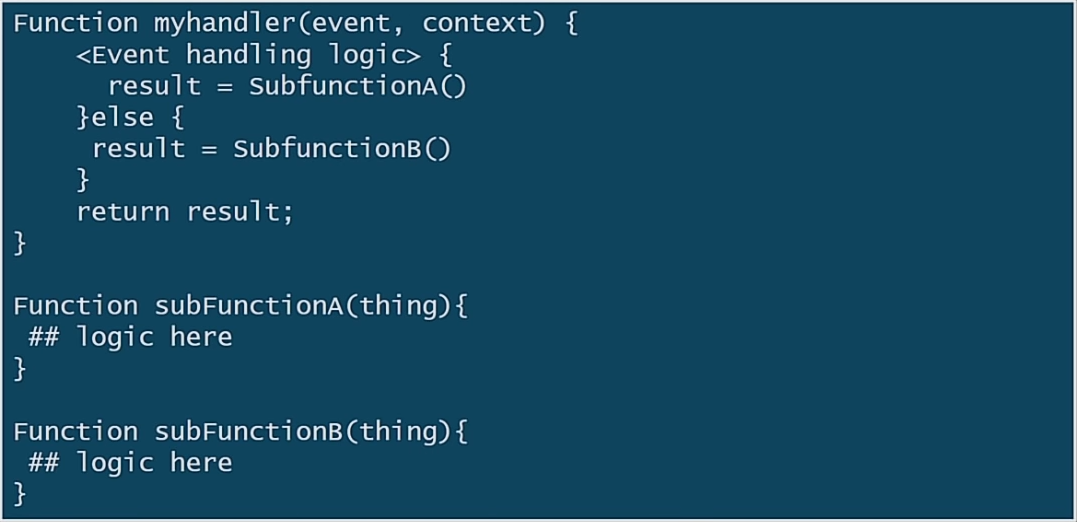 Function myhandler(event, context) {
    <Event handling logic> {
      result = SubfunctionA()
    }else {
     result = SubfunctionB()
    }
    return result;
}

Function subFunctionA(thing){
 ## logic here
}

Function subFunctionB(thing){
 ## logic here
}